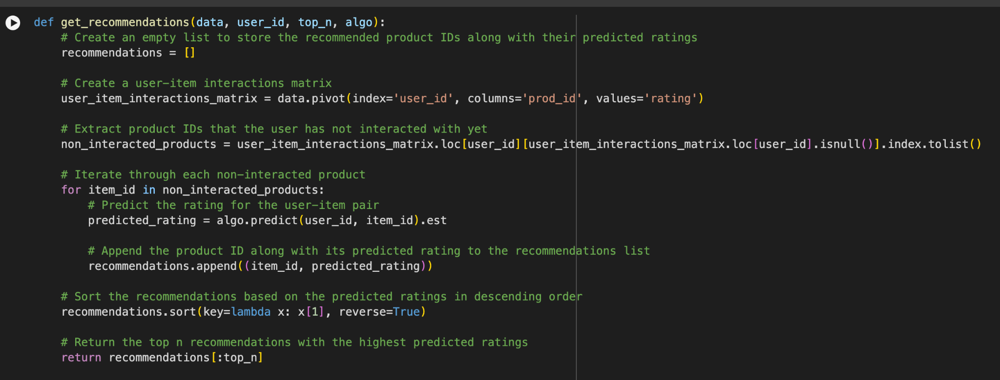 def get_recommendations(data, user_id, top_n, algo):
    # Create an empty list to store the recommended product IDs along with their predicted ratings
    recommendations = []

    # Create a user-item interactions matrix
    user_item_interactions_matrix = data.pivot(index='user_id', columns='prod_id', values='rating')

    # Extract product IDs that the user has not interacted with yet
    non_interacted_products = user_item_interactions_matrix.loc[user_id][user_item_interactions_matrix.loc[user_id].isnull()].index.tolist()

    # Iterate through each non-interacted product
    for item_id in non_interacted_products:
        # Predict the rating for the user-item pair
        predicted_rating = algo.predict(user_id, item_id).est

        # Append the product ID along with its predicted rating to the recommendations list
        recommendations.append((item_id, predicted_rating))

    # Sort the recommendations based on the predicted ratings in descending order
    recommendations.sort(key=lambda x: x[1], reverse=True)

    # Return the top n recommendations with the highest predicted ratings
    return recommendations[:top_n]